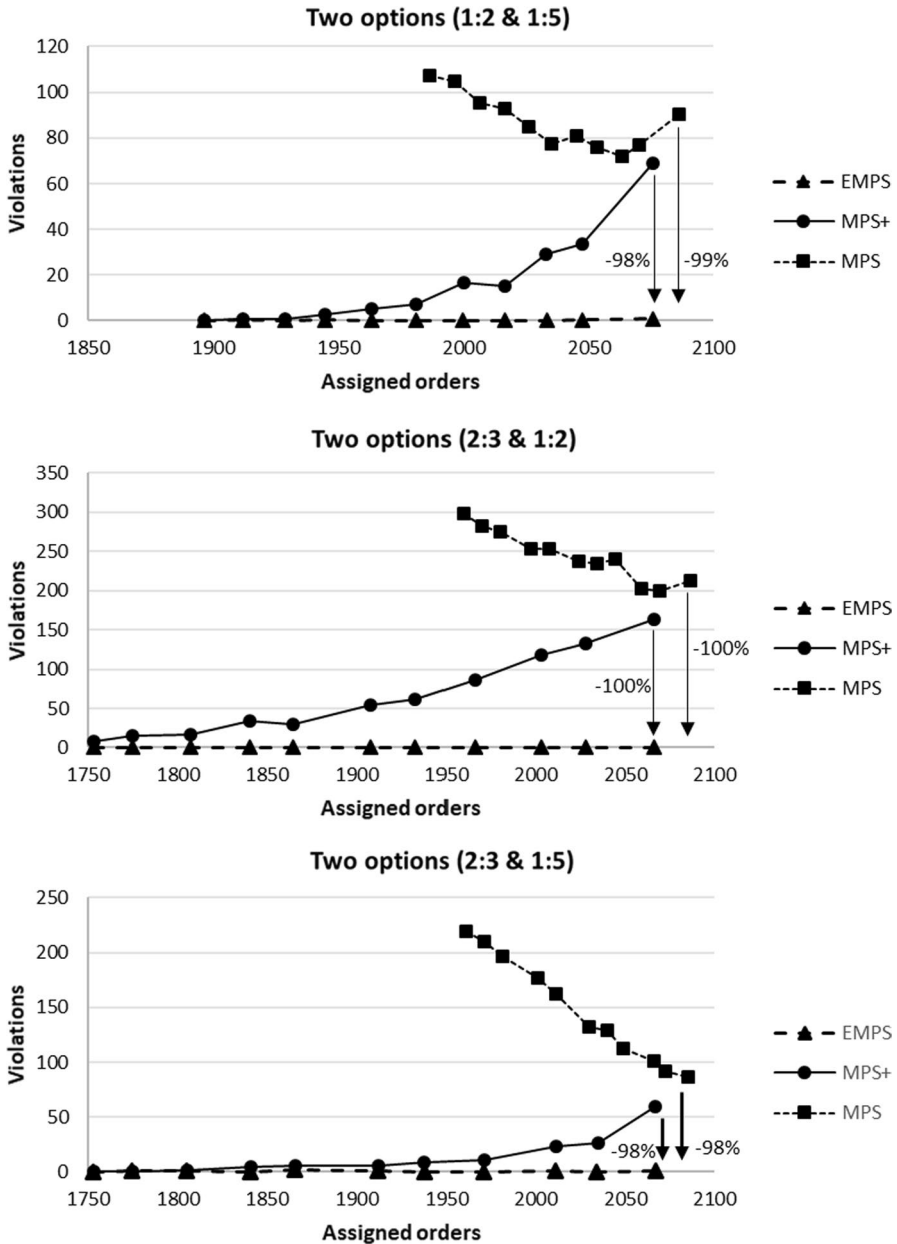 Two options (1:2 & 1:5)
120
100
80
60
40
20
0
Violations
1850 1900 1950 2000 2050 2100
Assigned orders
-98%
-99%
EMPS
MPS+
MPS
Two options (2:3 & 1:2)
350
300
250
200
150
100
50
0
Violations
1750 1800 1850 1900 1950 2000 2050 2100
Assigned orders
-100%
-100%
EMPS
MPS+
MPS
Two options (2:3 & 1:5)
250
200
150
100
50
0
Violations
1750 1800 1850 1900 1950 2000 2050 2100
Assigned orders
-98%
-98%
EMPS
MPS+
MPS